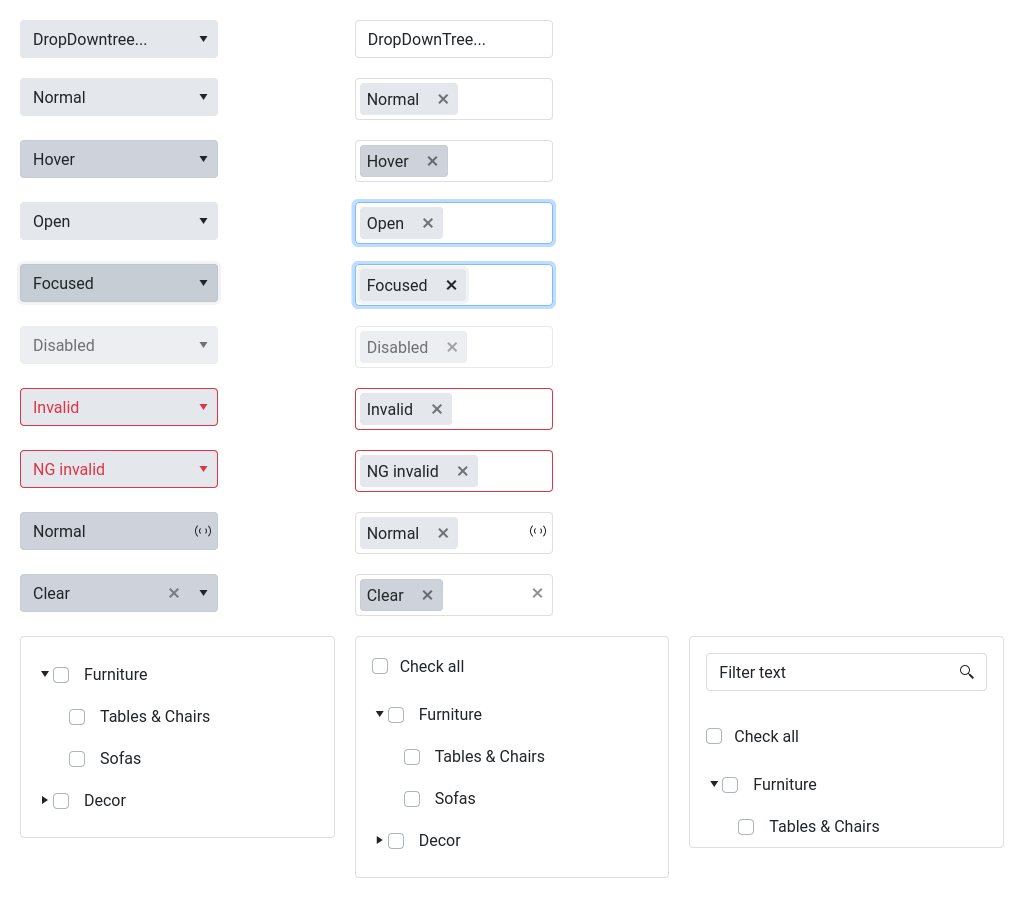 DropDowntree...
DropDownTree...
Normal
Normal
Hover
Hover
Open
Open
Focused
Focused
Disabled
Disabled
Invalid
Invalid
NG invalid
NG invalid
Normal
Normal
Clear
Clear
Furniture
Tables & Chairs
Sofas
Decor
Check all
Furniture
Tables & Chairs
Sofas
Decor
Filter text
Check all
Furniture
Tables & Chairs